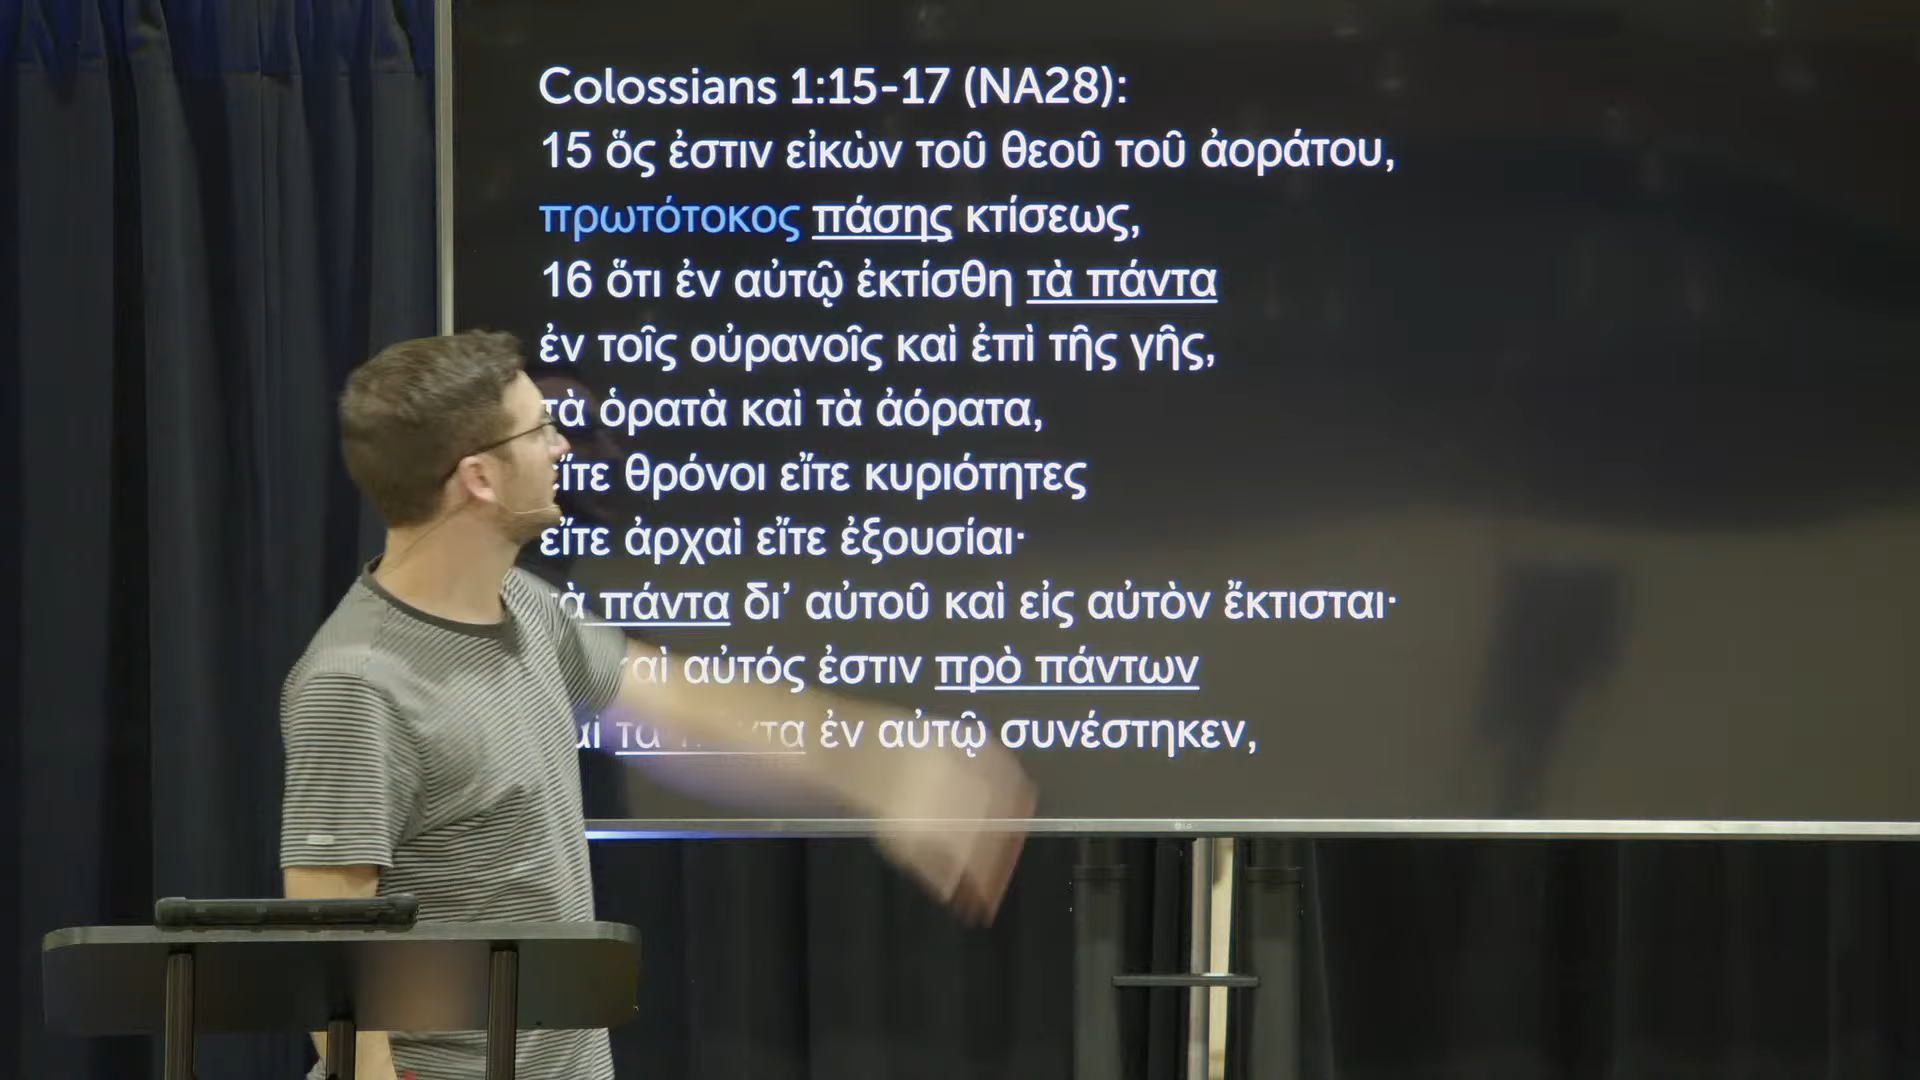 Colossians 1:15-17 (NA28):
15 ὅς ἐστιν εἰκὼν τοῦ θεοῦ τοῦ ἀοράτου,
πρωτότοκος πάσης κτίσεως,
16 ὅτι ἐν αὐτῷ ἐκτίσθη τὰ πάντα
ἐν τοῖς οὐρανοῖς καὶ ἐπὶ τῆς γῆς,
τὰ ὁρατὰ καὶ τὰ ἀόρατα,
εἴτε θρόνοι εἴτε κυριότητες
εἴτε ἀρχαὶ εἴτε ἐξουσίαι·
πάντα δι’ αὐτοῦ καὶ εἰς αὐτὸν ἔκτισται·
αὐτός ἐστιν πρὸ πάντων
ἐν αὐτῷ συνέστηκεν,
LG